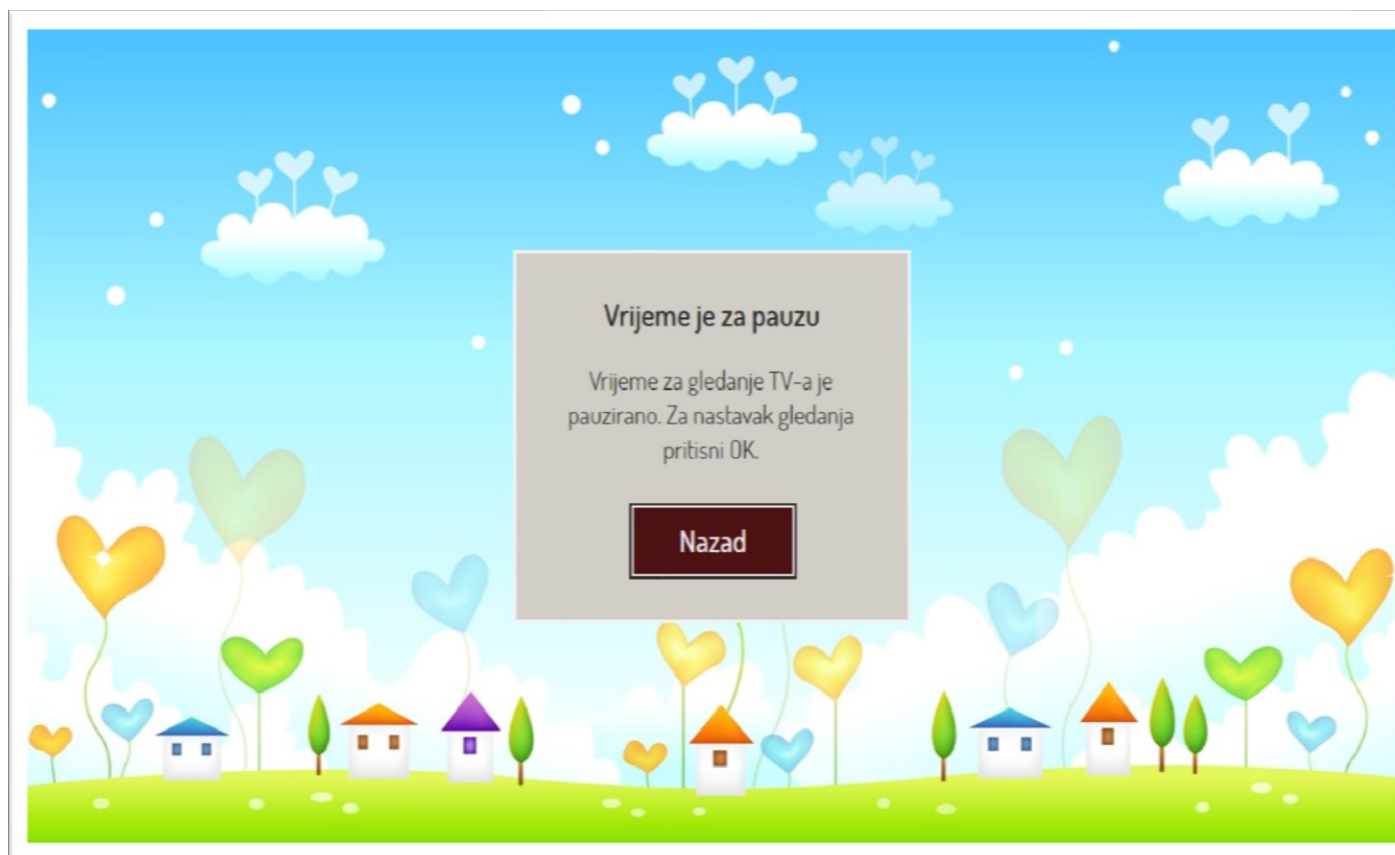 Vrijeme je za pauzu
Vrijeme za gledanje TV-a je
pauzirano. Za nastavak gledanja
pritisni OK.
Nazad